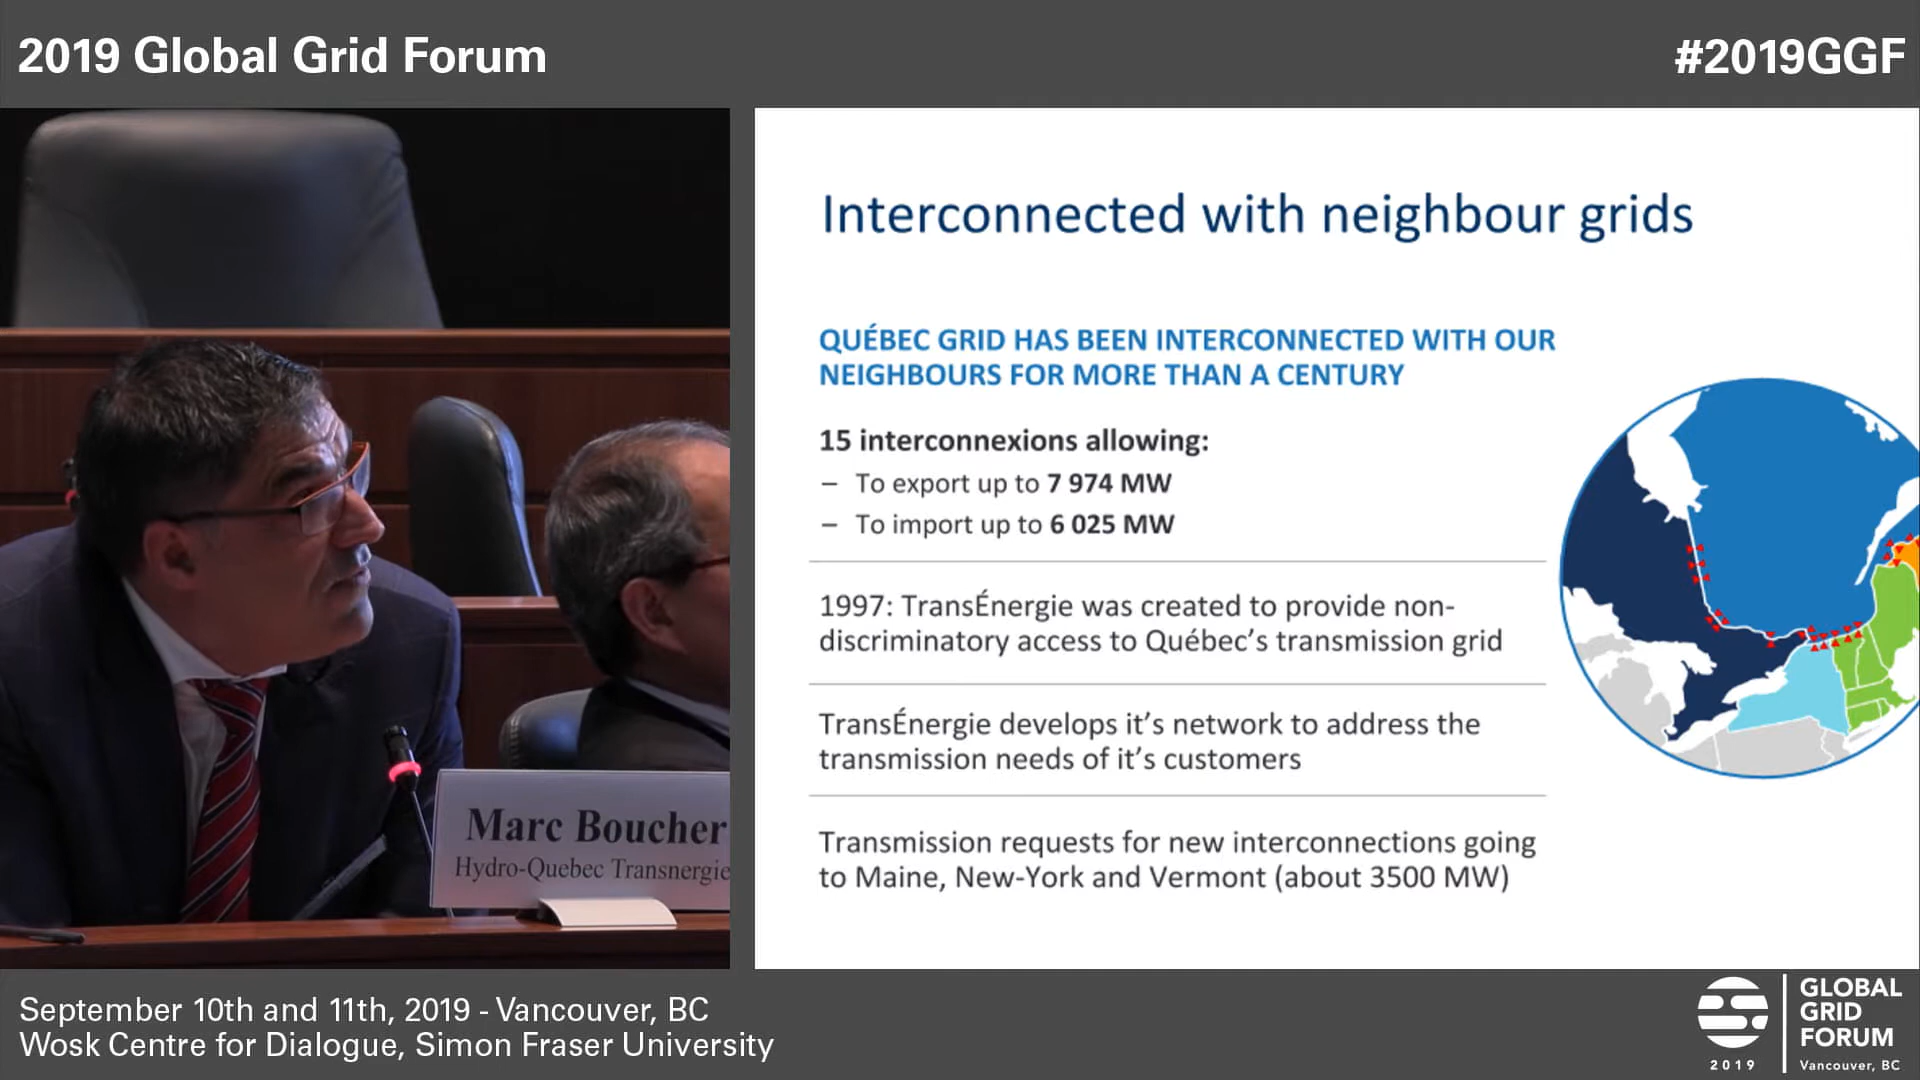 2019 Global Grid Forum
#2019GGF
Interconnected with neighbour grids
QUÉBEC GRID HAS BEEN INTERCONNECTED WITH OUR
NEIGHBOURS FOR MORE THAN A CENTURY
15 interconnexions allowing:
– To export up to 7 974 MW
– To import up to 6 025 MW
1997: TransÉnergie was created to provide non-
discriminatory access to Québec's transmission grid
TransÉnergie develops it's network to address the
transmission needs of it's customers
Transmission requests for new interconnections going
to Maine, New-York and Vermont (about 3500 MW)
Marc Boucher
Hydro-Quebec Transnergie
September 10th and 11th, 2019 - Vancouver, BC
Wosk Centre for Dialogue, Simon Fraser University
GLOBAL
GRID
FORUM
2019
Vancouver, BC